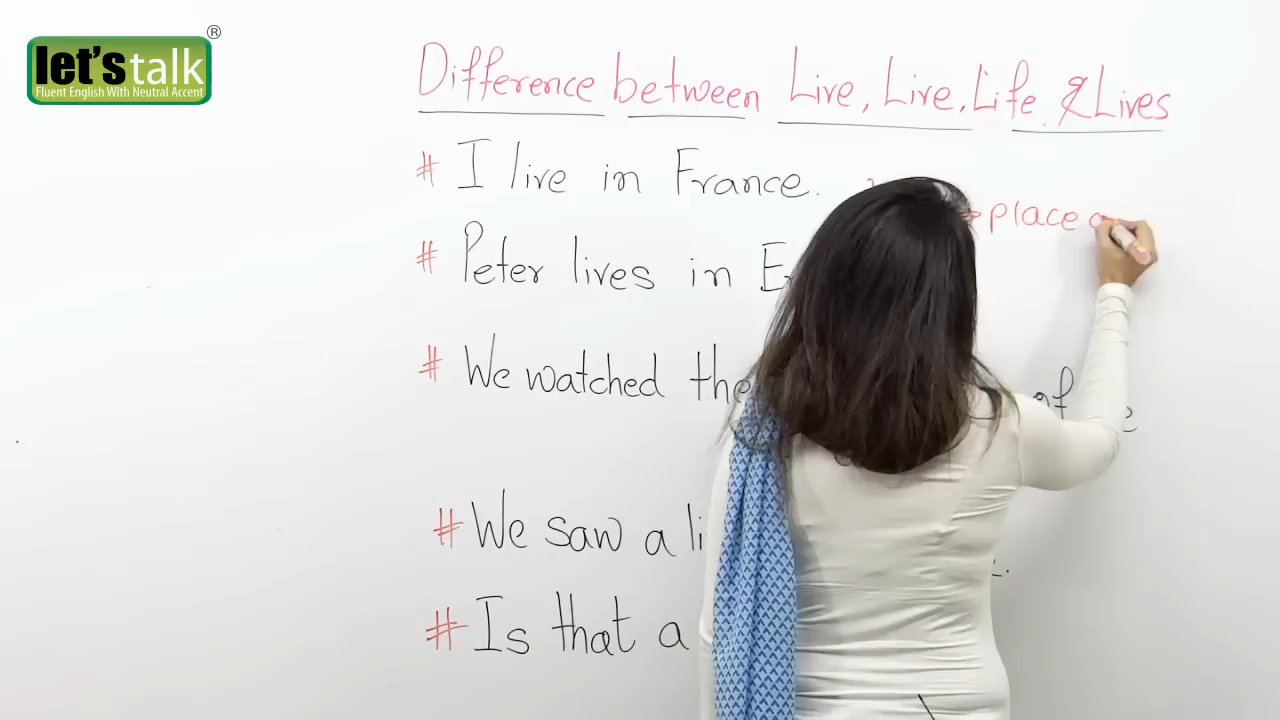 let's talk ®
Fluent English With Neutral Accent
Difference between Live, Live, Life & Lives
# I live in France.
→ place
# Peter lives in
# We watched the of
# We saw a
# Is that a